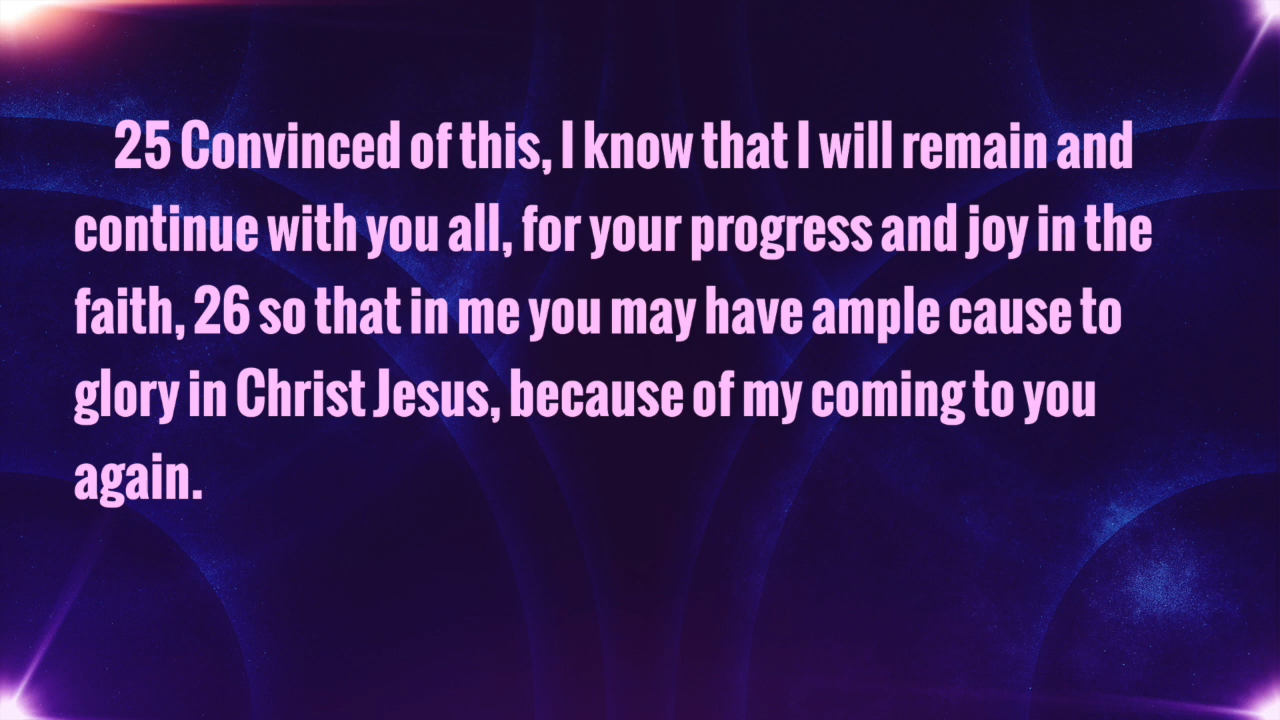 25 Convinced of this, I know that I will remain and
continue with you all, for your progress and joy in the
faith, 26 so that in me you may have ample cause to
glory in Christ Jesus, because of my coming to you
again.